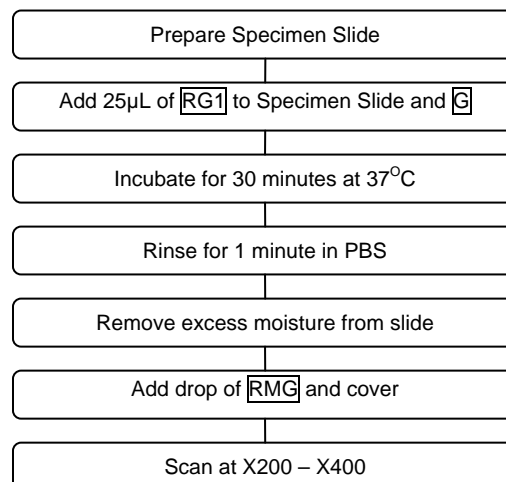 Prepare Specimen Slide
Add 25µL of RG1 to Specimen Slide and G
Incubate for 30 minutes at 37ᴼC
Rinse for 1 minute in PBS
Remove excess moisture from slide
Add drop of RMG and cover
Scan at X200 – X400